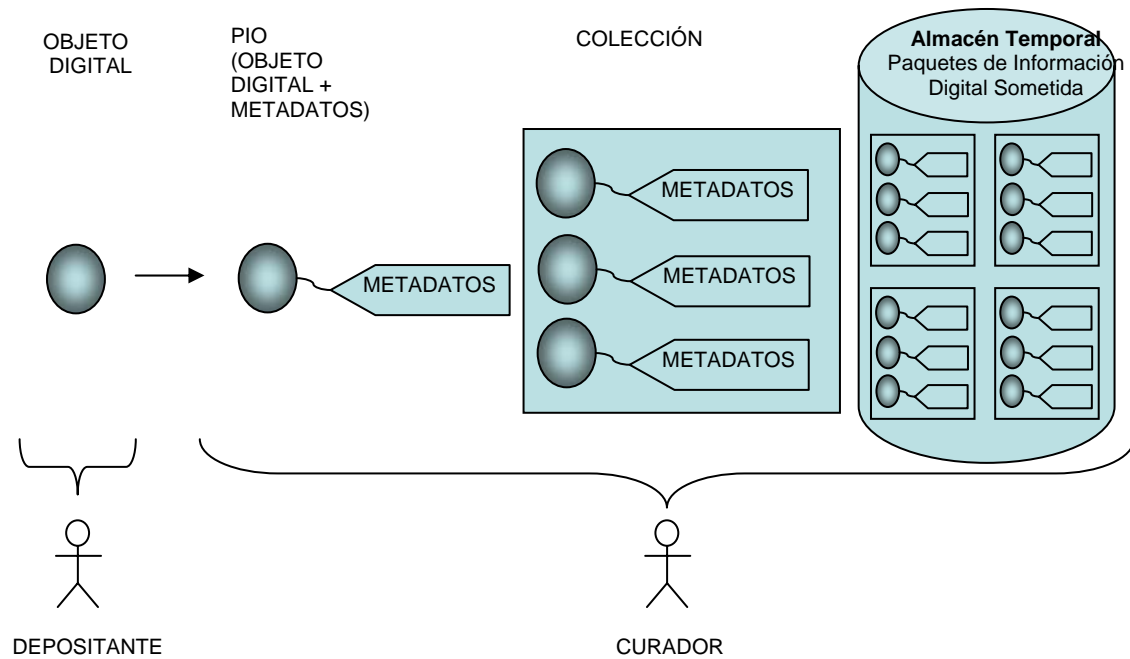 OBJETO
DIGITAL
PIO
(OBJETO
DIGITAL +
METADATOS)
COLECCIÓN
Almacén Temporal
Paquetes de Información
Digital Sometida
METADATOS
METADATOS
METADATOS
METADATOS
DEPOSITANTE
CURADOR